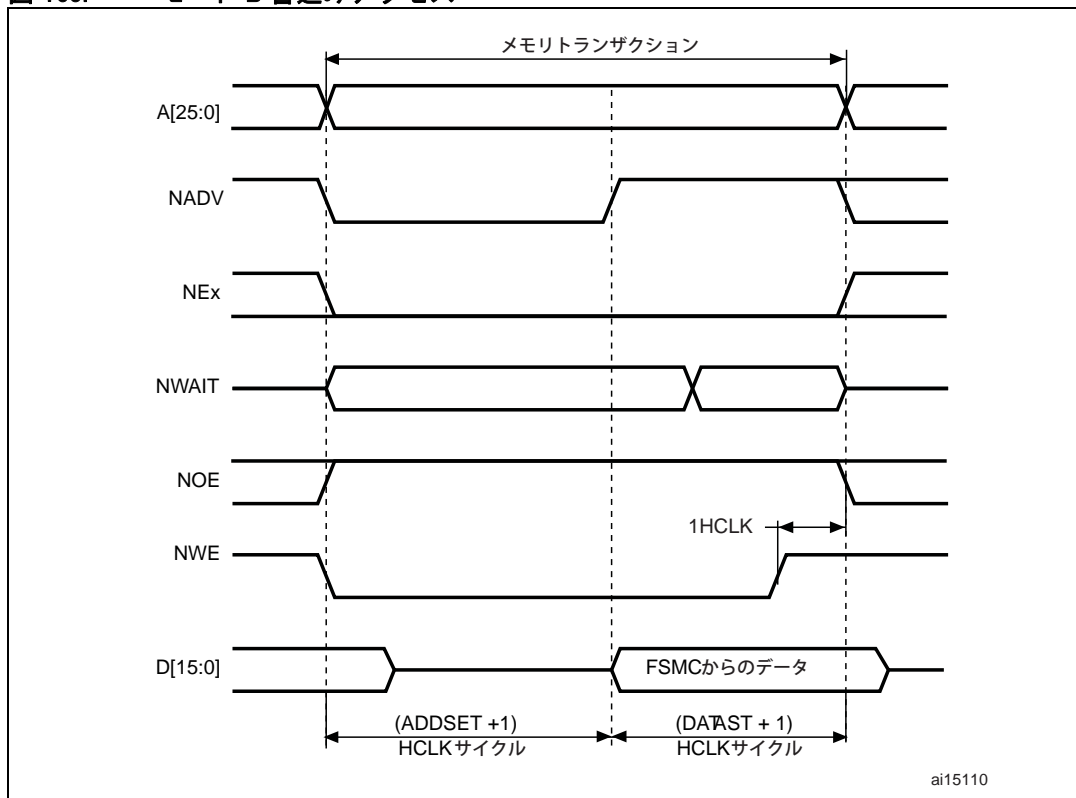 メモリトランザクション
A[25:0]
NADV
NEx
NWAIT
NOE
1HCLK
NWE
D[15:0]
FSMCからのデータ
(ADDSET +1)
HCLKサイクル
(DATAST + 1)
HCLKサイクル
ai15110